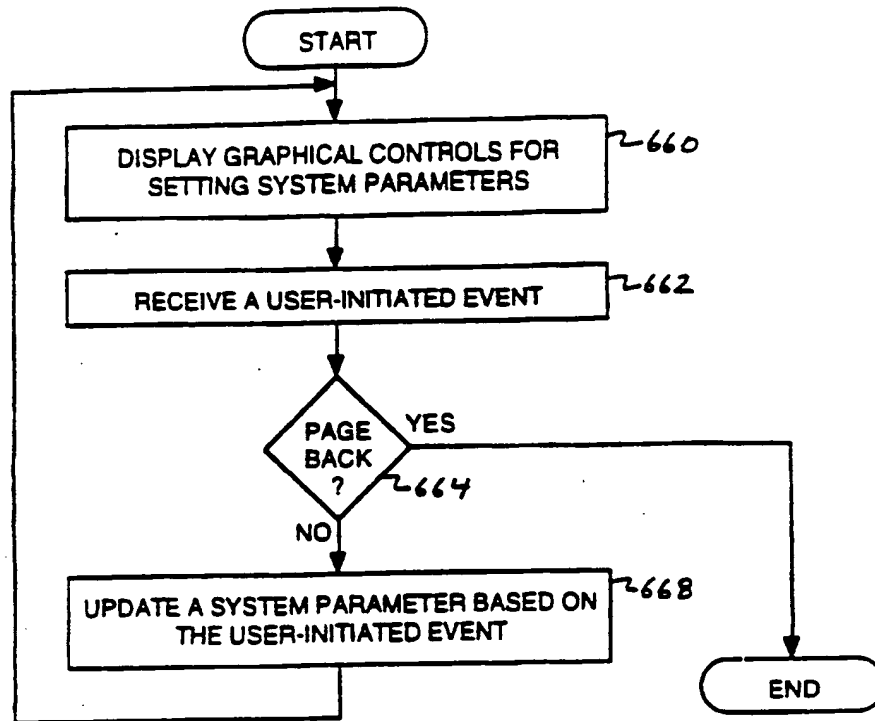 START
DISPLAY GRAPHICAL CONTROLS FOR
SETTING SYSTEM PARAMETERS
660
RECEIVE A USER-INITIATED EVENT
662
PAGE
BACK
?
YES
664
NO
UPDATE A SYSTEM PARAMETER BASED ON
THE USER-INITIATED EVENT
668
END